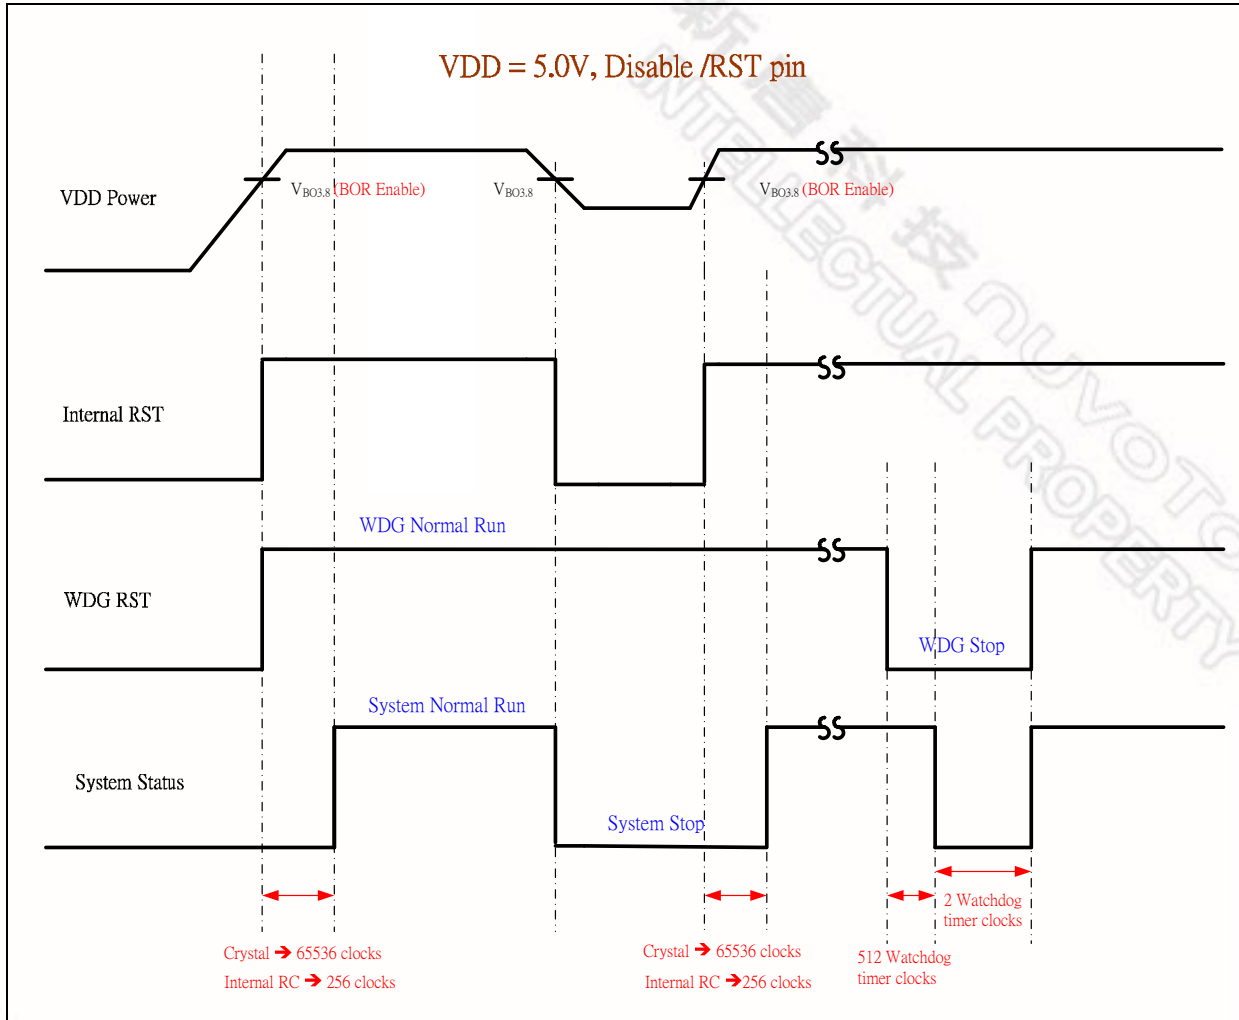 VDD = 5.0V, Disable /RST pin
VDD Power
VBO3.8 (BOR Enable)
VBO3.8
VBO3.8 (BOR Enable)
Internal RST
WDG Normal Run
WDG RST
WDG Stop
System Normal Run
System Status
System Stop
2 Watchdog
timer clocks
Crystal ➔ 65536 clocks
Internal RC ➔ 256 clocks
Crystal ➔ 65536 clocks
Internal RC ➔256 clocks
512 Watchdog
timer clocks
新唐科技 nuvoTo
INTELLECTUAL PROPERTY